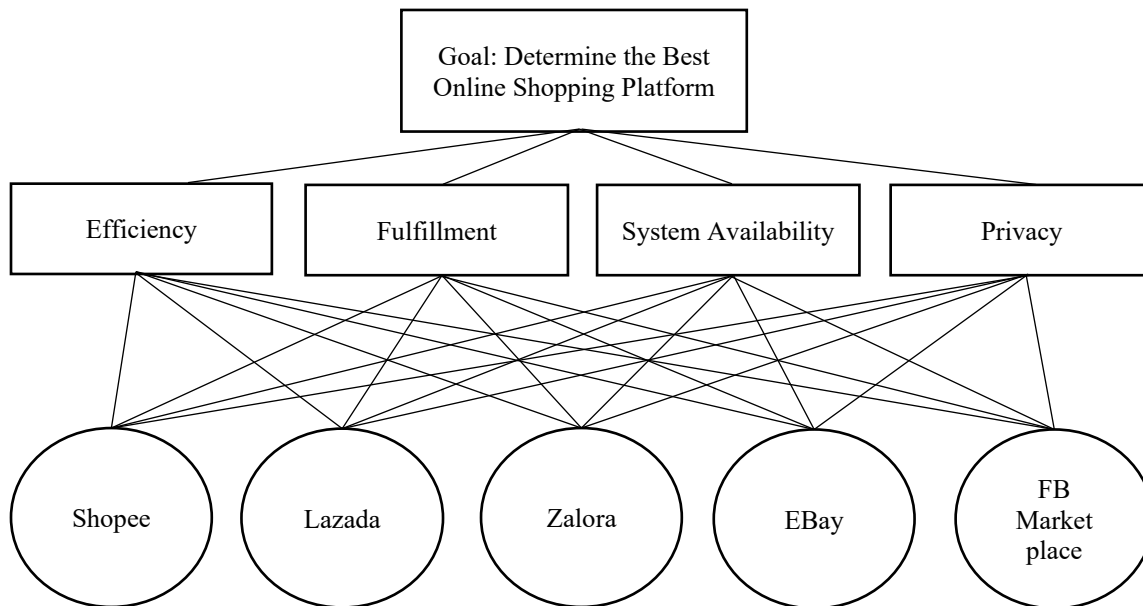 Goal: Determine the Best
Online Shopping Platform
Efficiency
Fulfillment
System Availability
Privacy
Shopee
Lazada
Zalora
EBay
FB
Market
place